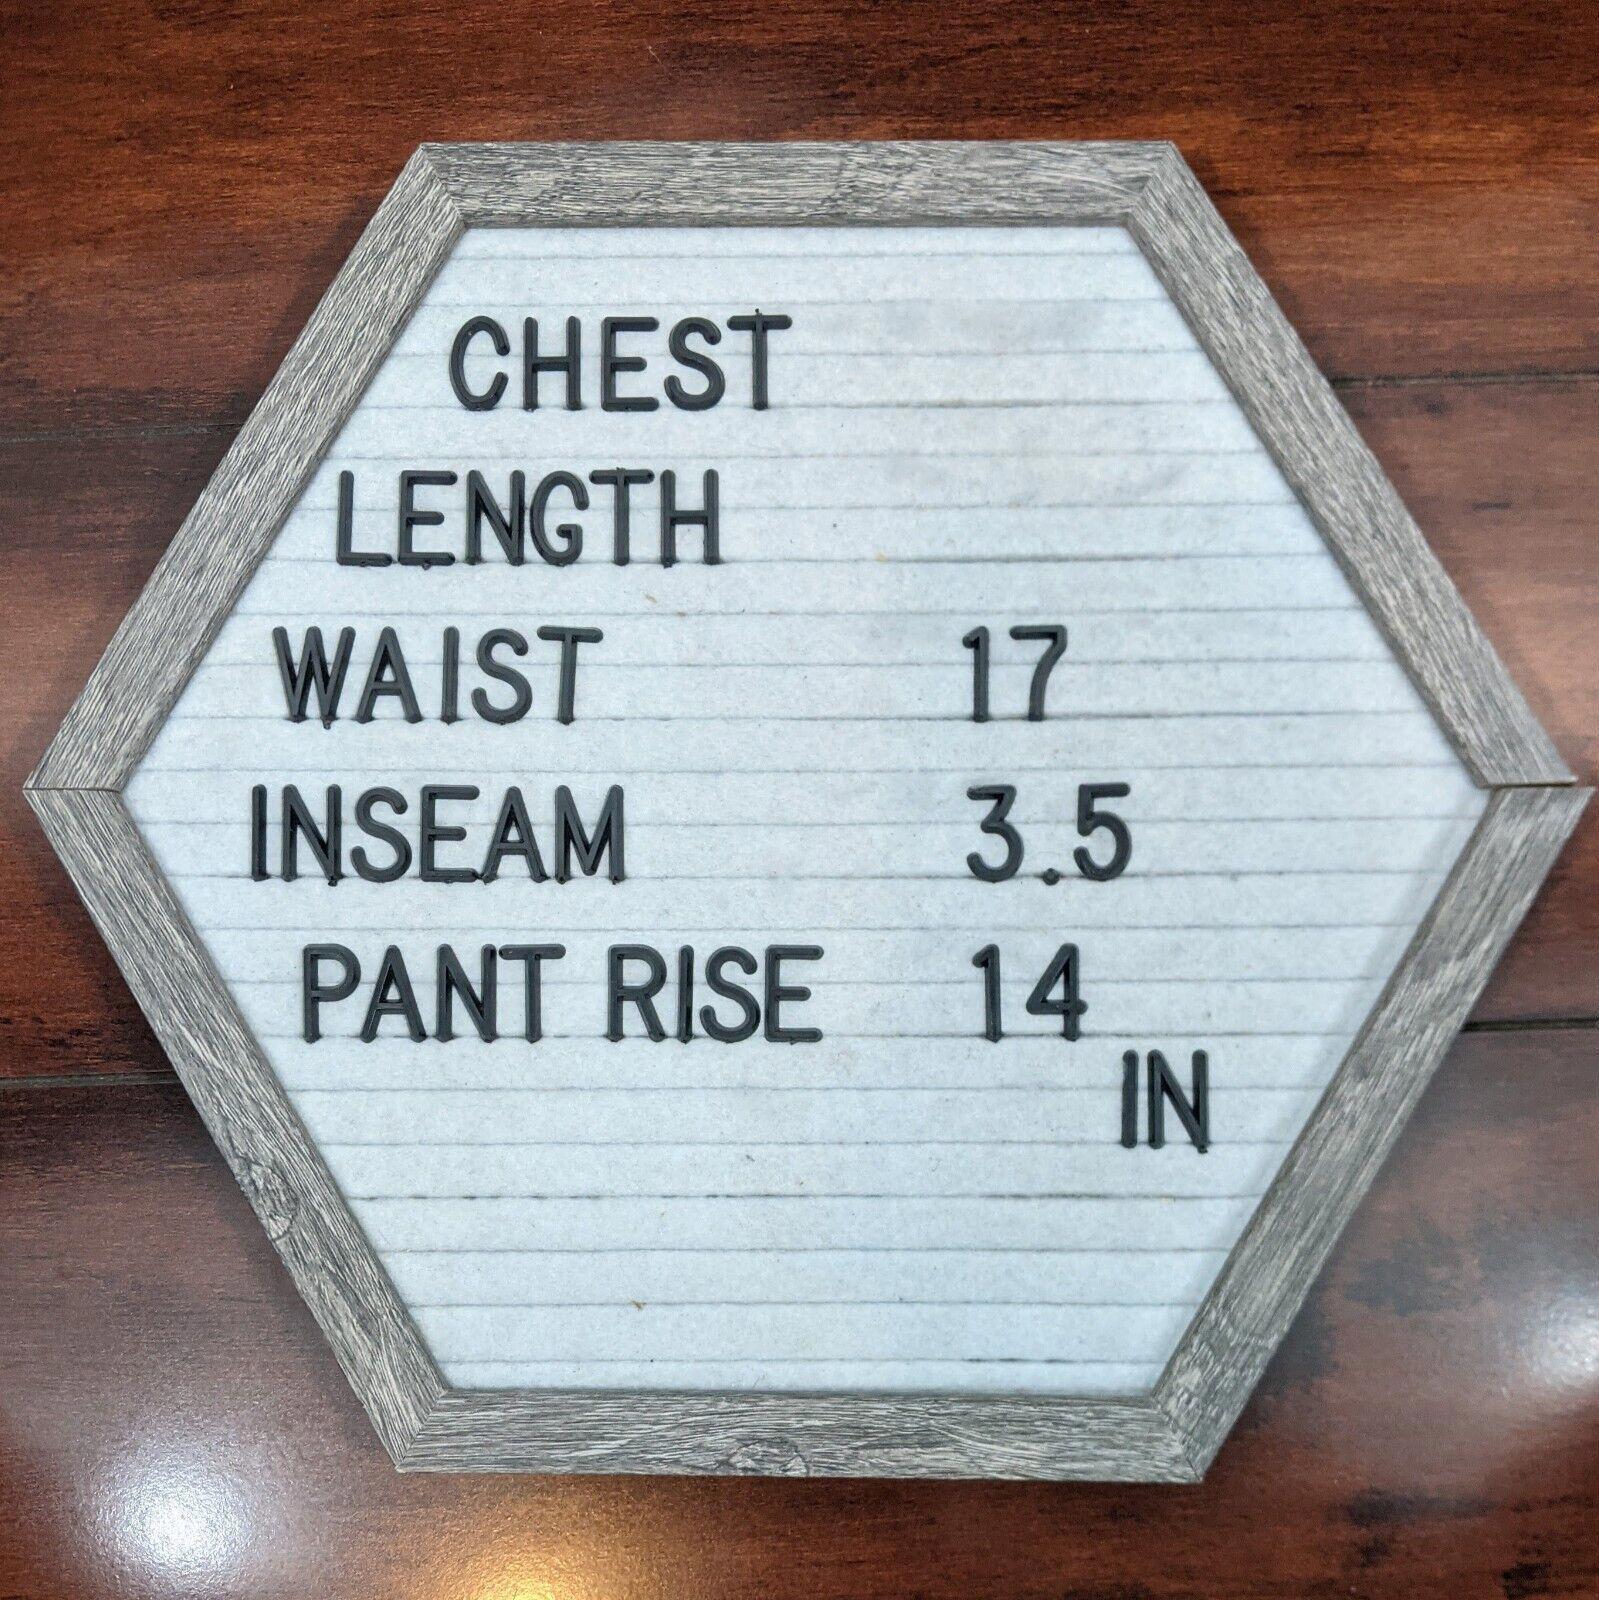 CHEST
LENGTH
WAIST 17
INSEAM 3.5
PANT RISE 14
IN